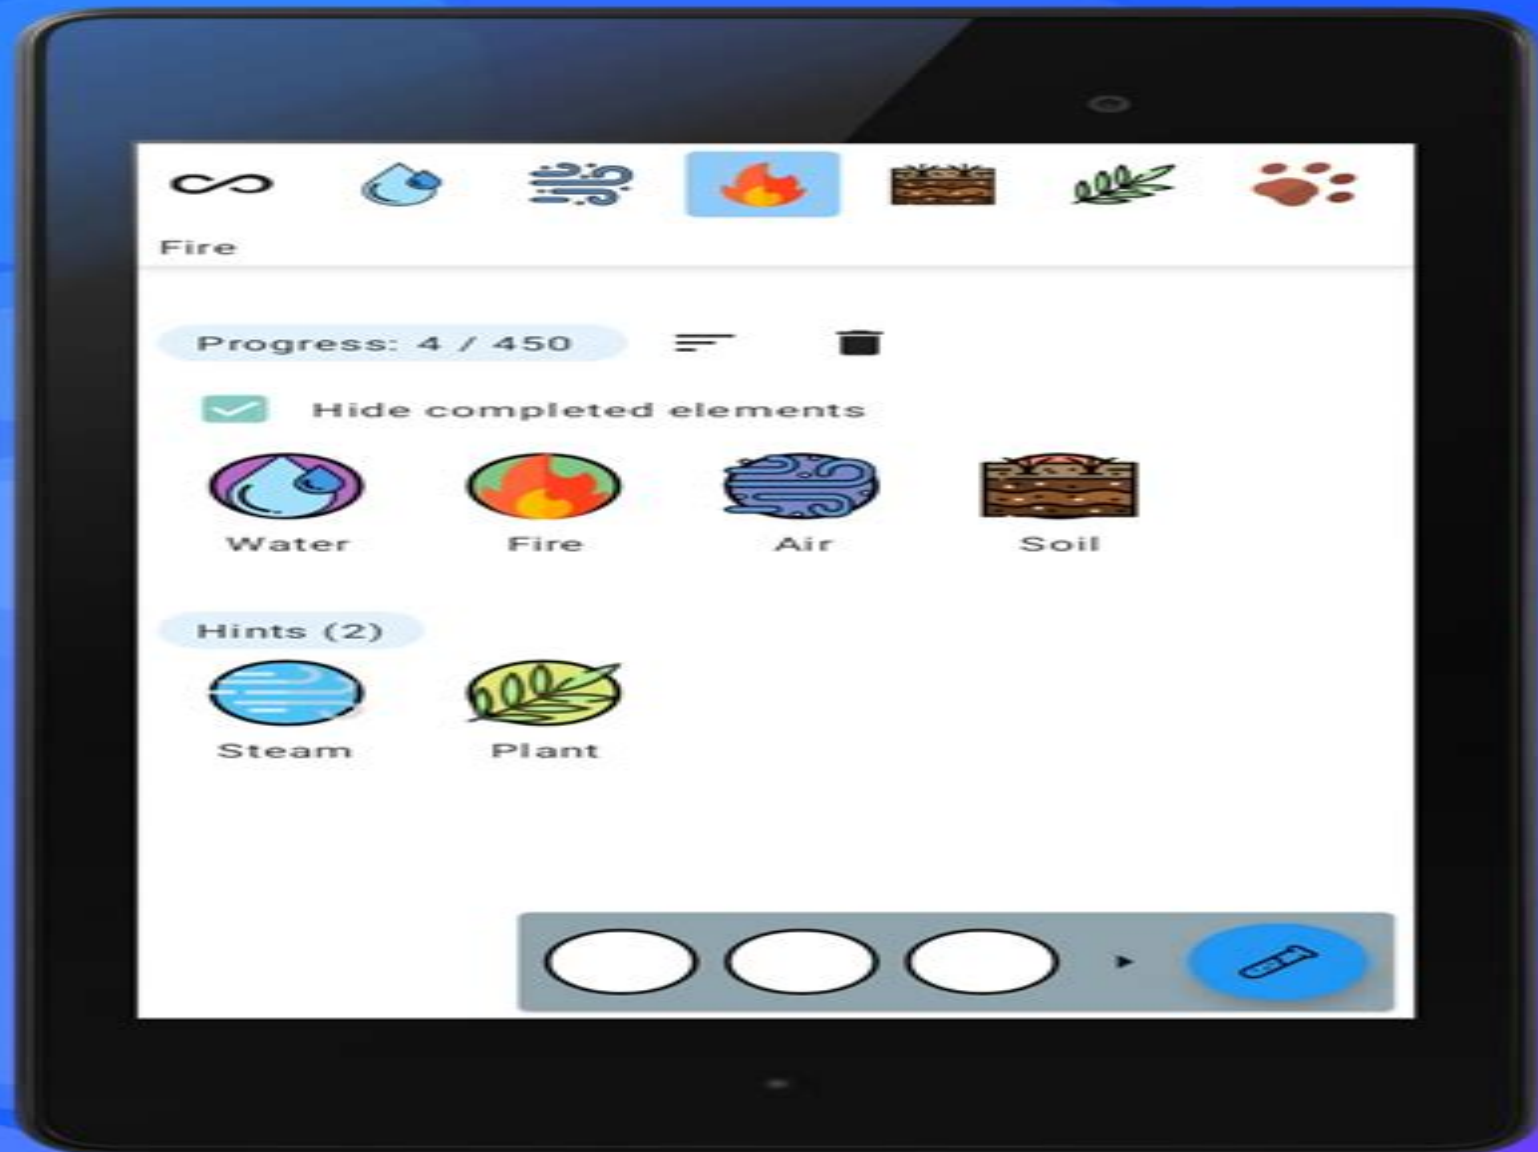 Fire
Progress: 4 / 450
Hide completed elements
Water Fire Air Soil
Hints (2)
Steam Plant